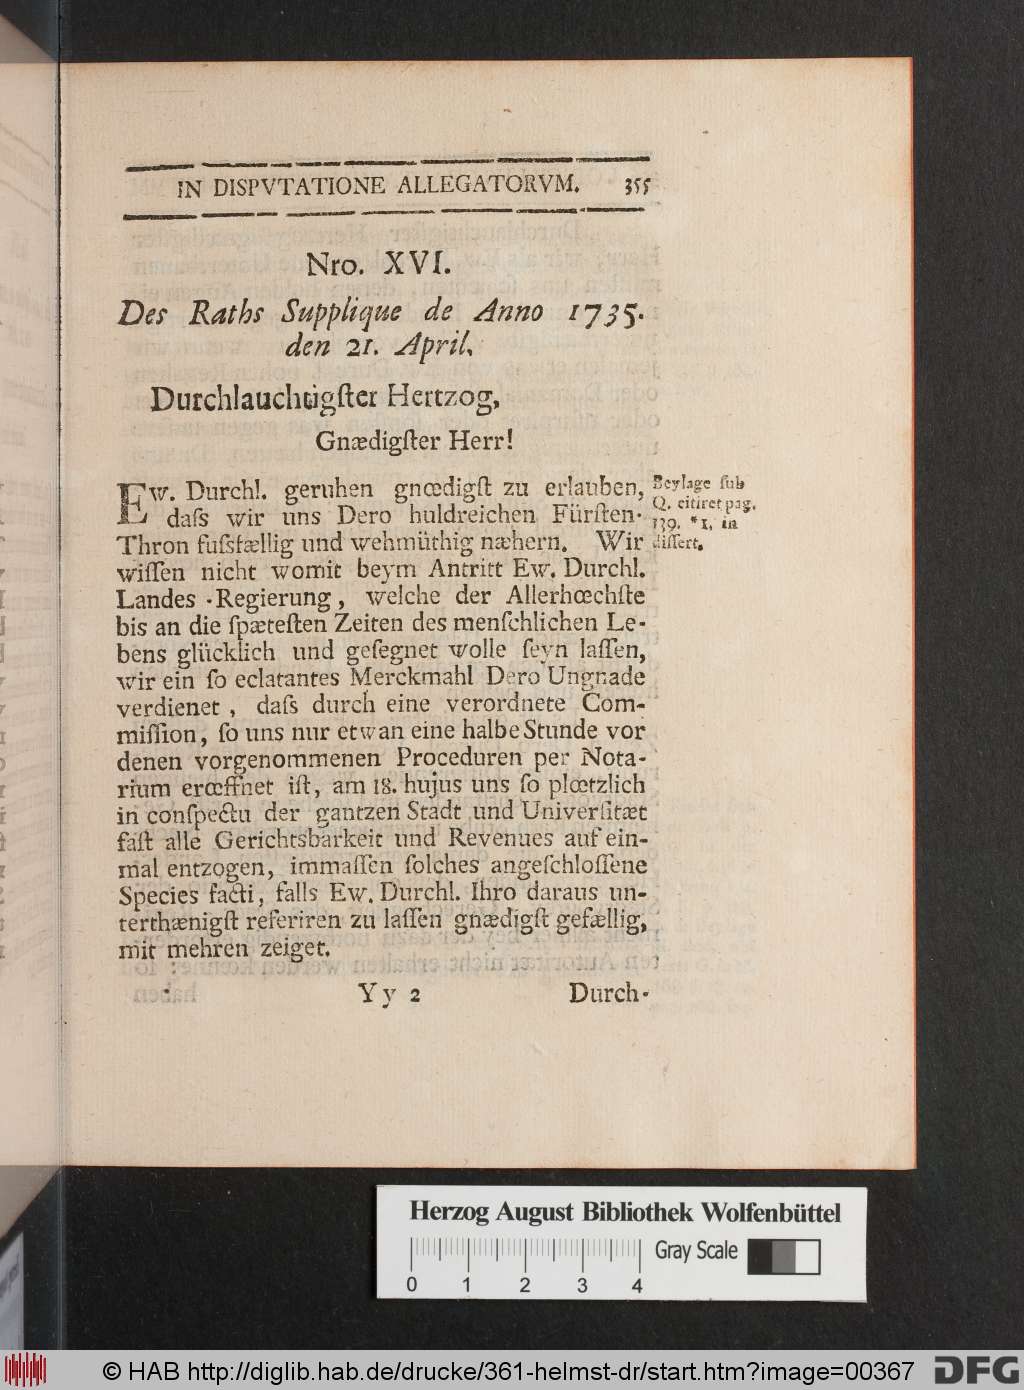 IN DISPVTATIONE ALLEGATORVM. 355
Nro. XVI.
Des Raths Supplique de Anno 1735.
den 21. April.
Durchlauchtigſter Hertzog,
Gnædigſter Herr!
Ew. Durchl. geruhen gnœdigſt zu erlauben,
daſs wir uns Dero huldreichen Fürſten-
Thron fuſsfællig und wehmüthig næhern. Wir
wiſſen nicht womit beym Antritt Ew. Durchl.
Landes-Regierung, welche der Allerhœchſte
bis an die ſpæteſten Zeiten des menſchlichen Le-
bens glücklich und geſegnet wolle ſeyn laſſen,
wir ein ſo eclatantes Merckmahl Dero Ungnade
verdienet, daſs durch eine verordnete Com-
miſſion, ſo uns nur etwan eine halbe Stunde vor
denen vorgenommenen Proceduren per Nota-
rium erœffnet iſt, am 18. hujus uns ſo plœtzlich
in conſpectu der gantzen Stadt und Univerſitæt
faſt alle Gerichtsbarkeit und Revenues auf ein-
mal entzogen, immaſſen ſolches angeſchloſſene
Species facti, falls Ew. Durchl. Ihro daraus un-
terthænigſt referiren zu laſſen gnædigſt gefællig,
mit mehren zeiget.
Beylage ſub
Q. citiret pag.
139. *1. in
diſſert.
Yy 2 Durch-
Herzog August Bibliothek Wolfenbüttel
Gray Scale
0 1 2 3 4
© HAB http://diglib.hab.de/drucke/361-helmst-dr/start.htm?image=00367
DFG